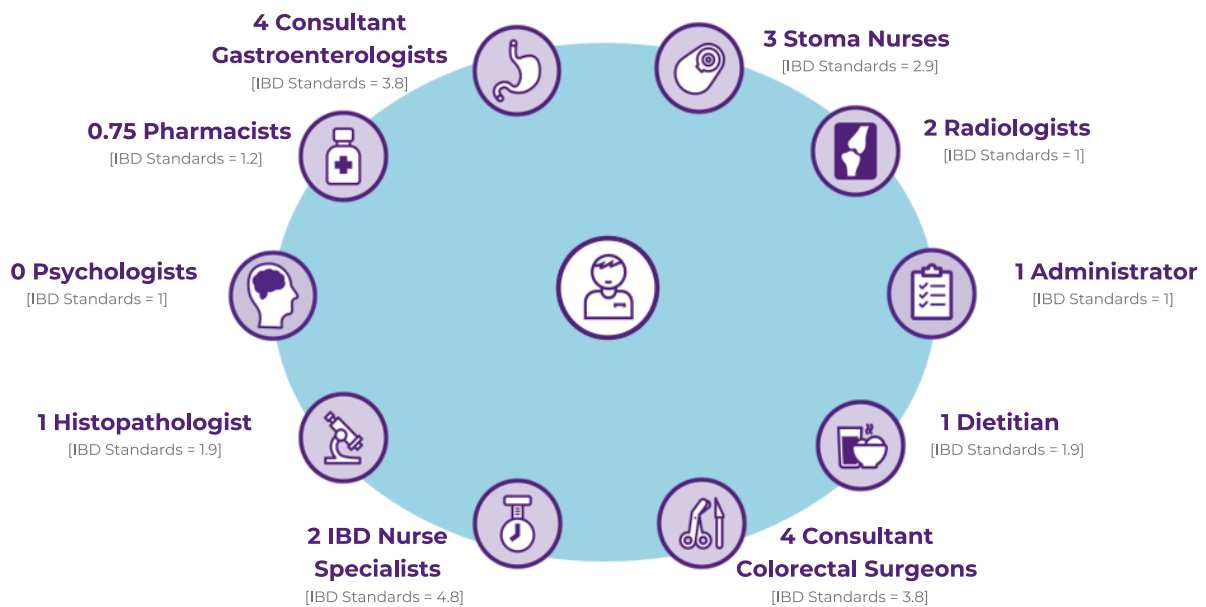 4 Consultant
Gastroenterologists
[IBD Standards = 3.8]
3 Stoma Nurses
[IBD Standards = 2.9]
0.75 Pharmacists
[IBD Standards = 1.2]
2 Radiologists
[IBD Standards = 1]
0 Psychologists
[IBD Standards = 1]
1 Administrator
[IBD Standards = 1]
1 Histopathologist
[IBD Standards = 1.9]
1 Dietitian
[IBD Standards = 1.9]
2 IBD Nurse
Specialists
[IBD Standards = 4.8]
4 Consultant
Colorectal Surgeons
[IBD Standards = 3.8]